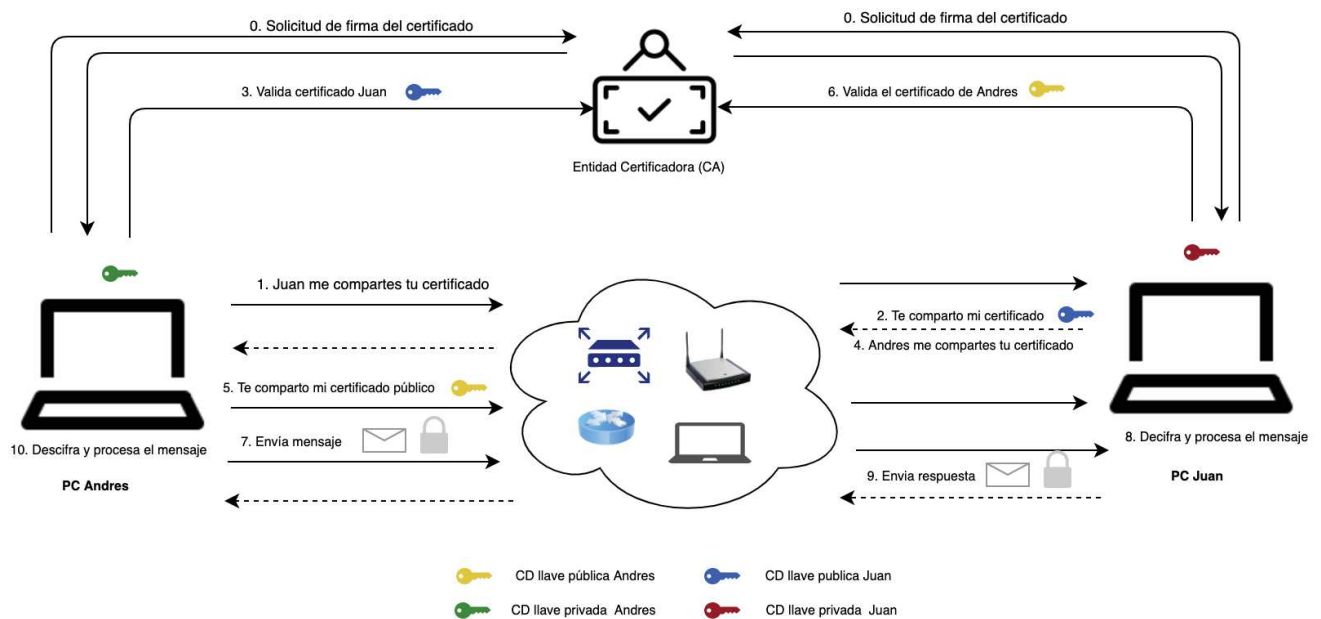 0. Solicitud de firma del certificado
0. Solicitud de firma del certificado
3. Valida certificado Juan
6. Valida el certificado de Andres
Entidad Certificadora (CA)
1. Juan me compartes tu certificado
2. Te comparto mi certificado
4. Andres me compartes tu certificado
5. Te comparto mi certificado público
7. Envía mensaje
8. Decifra y procesa el mensaje
10. Descifra y procesa el mensaje
9. Envia respuesta
PC Andres
PC Juan
CD llave pública Andres
CD llave publica Juan
CD llave privada Andres
CD llave privada Juan